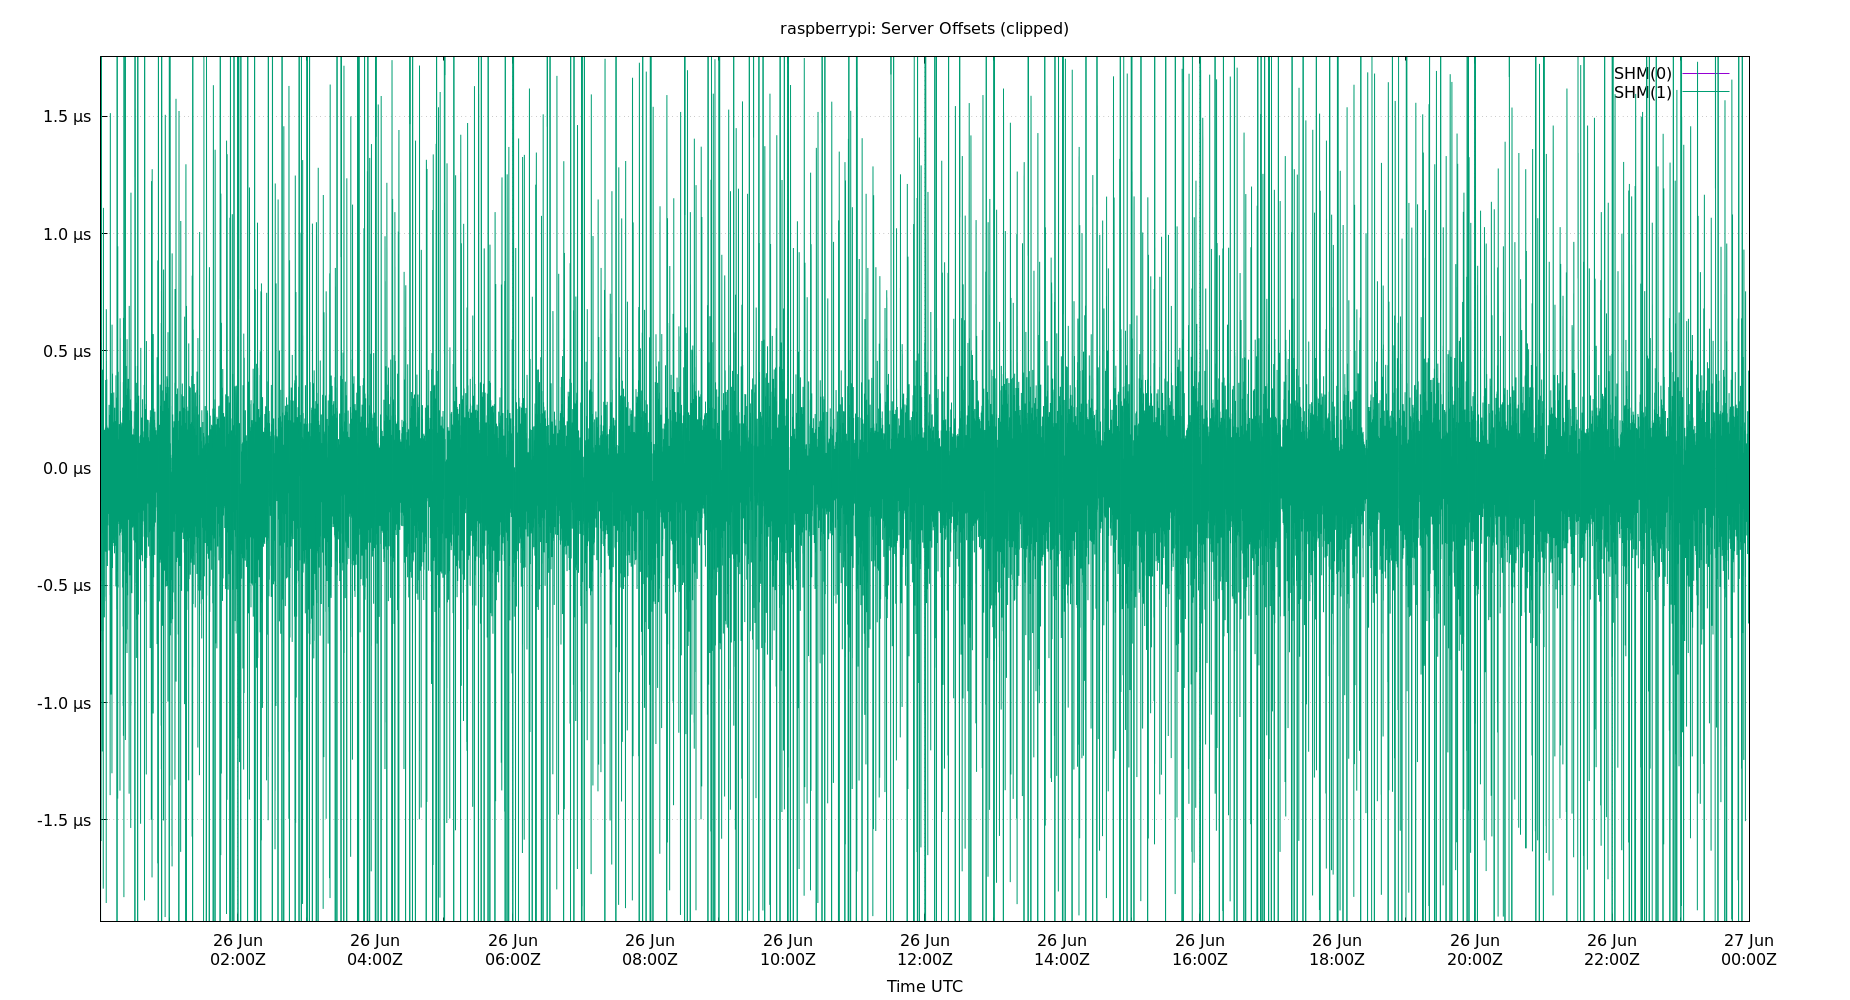 raspberrypi: Server Offsets (clipped)
SHM(0)
SHM(1)
1.5 µs
1.0 µs
0.5 µs
0.0 µs
-0.5 µs
-1.0 µs
-1.5 µs
26 Jun 26 Jun 26 Jun 26 Jun 26 Jun 26 Jun 26 Jun 26 Jun 26 Jun 26 Jun 26 Jun 27 Jun
02:00Z 04:00Z 06:00Z 08:00Z 10:00Z 12:00Z 14:00Z 16:00Z 18:00Z 20:00Z 22:00Z 00:00Z
Time UTC